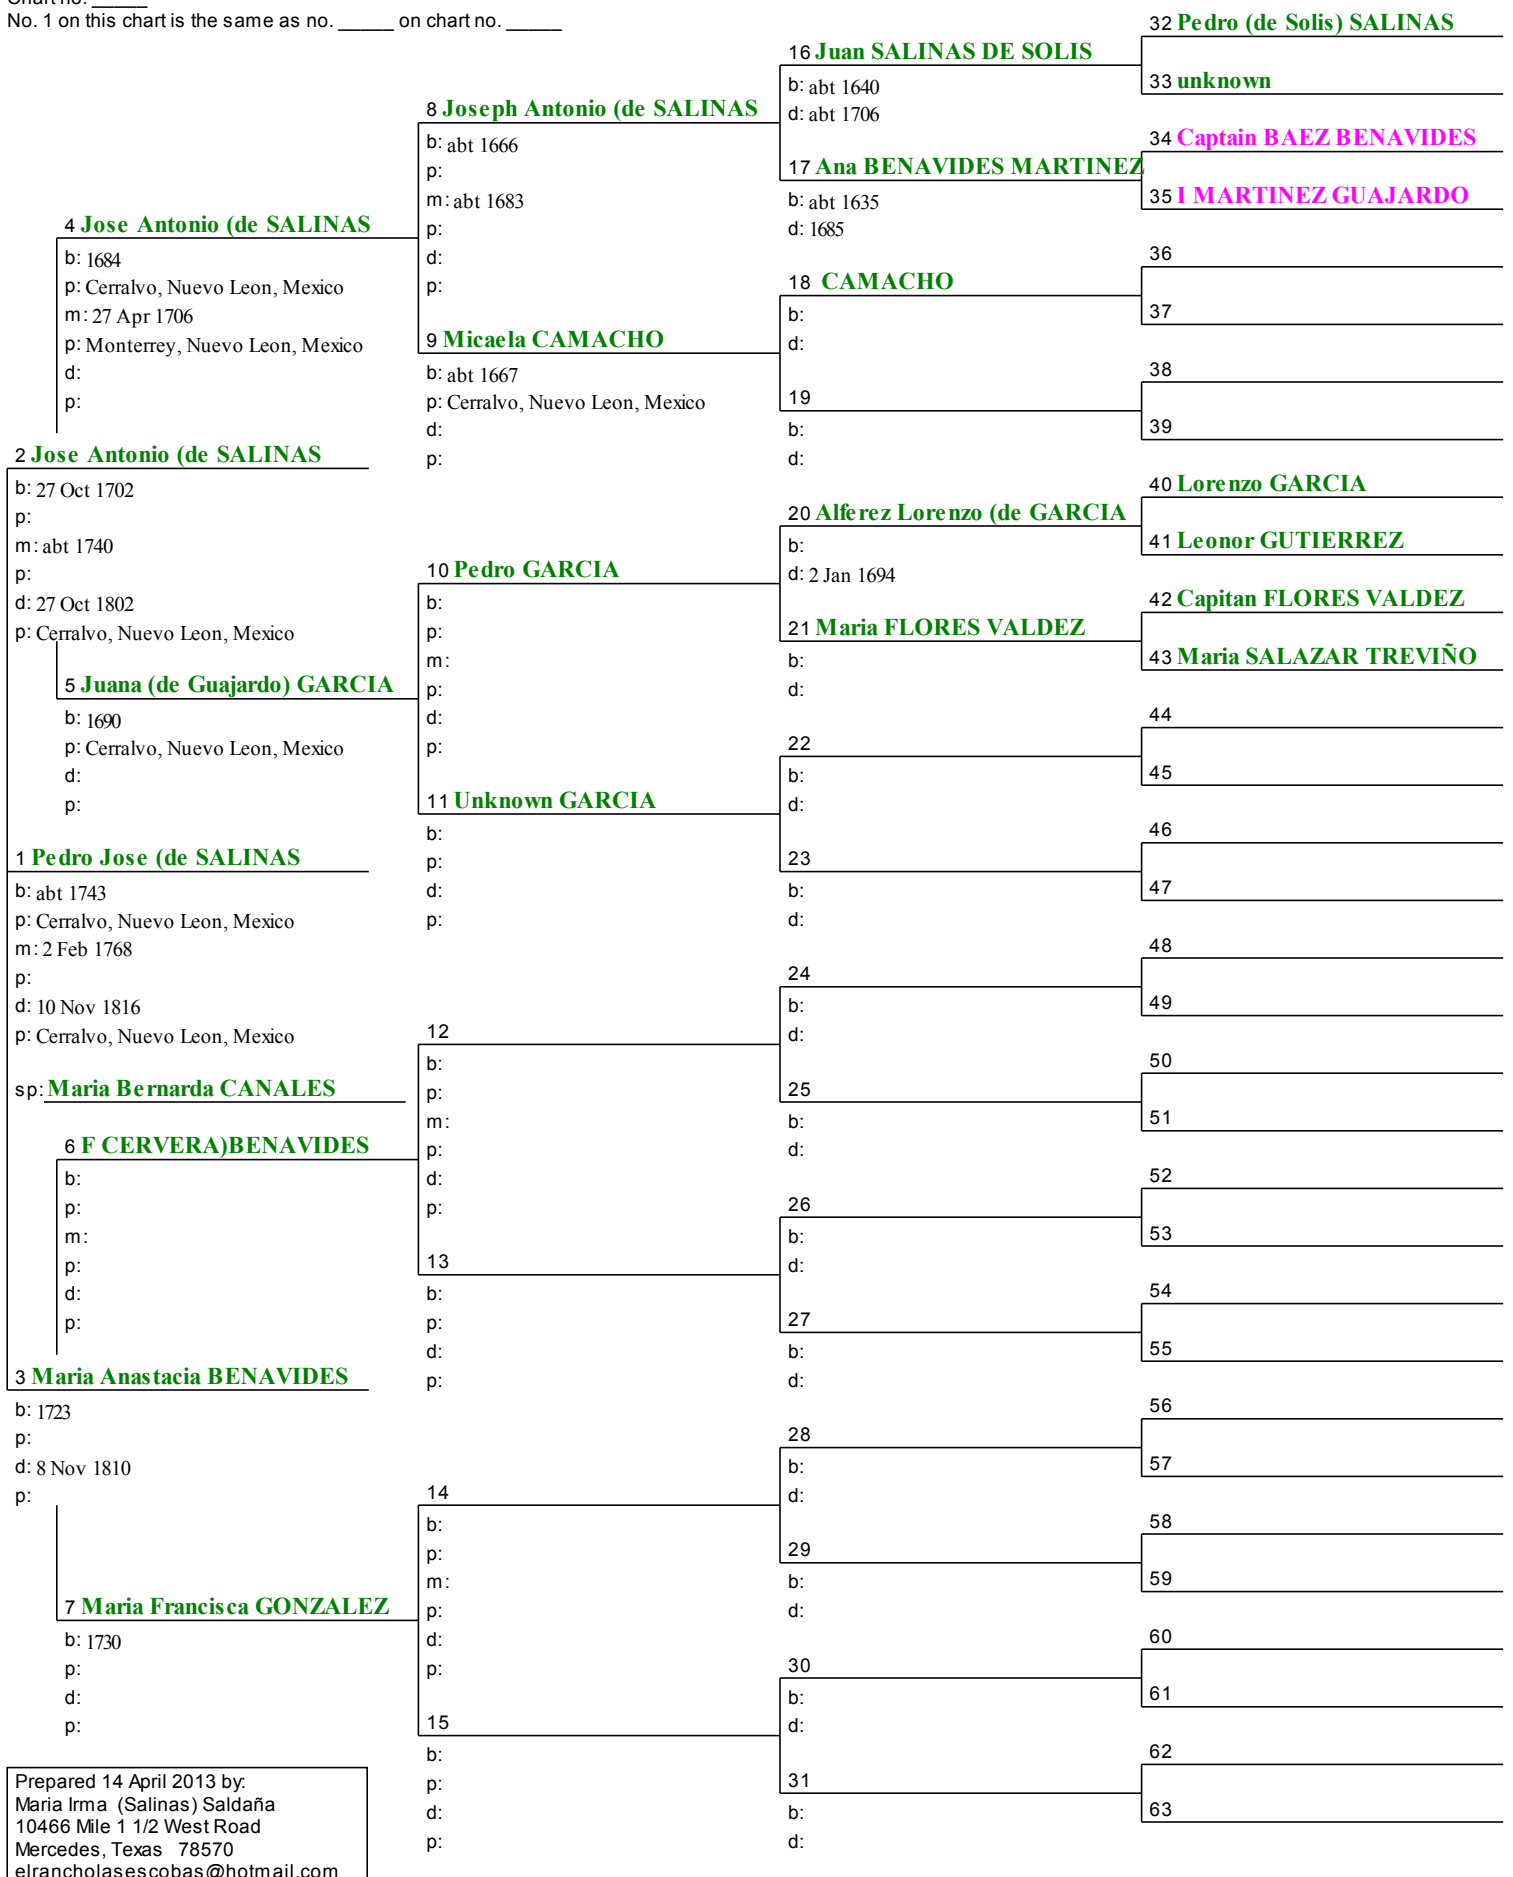 Chart no. _____
No. 1 on this chart is the same as no. _____ on chart no. _____
1 Pedro Jose (de SALINAS
b: abt 1743
p: Cerralvo, Nuevo Leon, Mexico
m: 2 Feb 1768
p:
d: 10 Nov 1816
p: Cerralvo, Nuevo Leon, Mexico
sp: Maria Bernarda CANALES
2 Jose Antonio (de SALINAS
b: 27 Oct 1702
p:
m: abt 1740
p:
d: 27 Oct 1802
p: Cerralvo, Nuevo Leon, Mexico
3 Maria Anastacia BENAVIDES
b: 1723
p:
d: 8 Nov 1810
p:
4 Jose Antonio (de SALINAS
b: 1684
p: Cerralvo, Nuevo Leon, Mexico
m: 27 Apr 1706
p: Monterrey, Nuevo Leon, Mexico
d:
p:
5 Juana (de Guajardo) GARCIA
b: 1690
p: Cerralvo, Nuevo Leon, Mexico
d:
p:
6 F CERVERA)BENAVIDES
b:
p:
m:
p:
d:
p:
7 Maria Francisca GONZALEZ
b: 1730
p:
d:
p:
8 Joseph Antonio (de SALINAS
b: abt 1666
p:
m: abt 1683
p:
d:
p:
9 Micaela CAMACHO
b: abt 1667
p: Cerralvo, Nuevo Leon, Mexico
d:
p:
10 Pedro GARCIA
b:
p:
m:
p:
d:
p:
11 Unknown GARCIA
b:
p:
d:
p:
12
b:
p:
m:
p:
d:
p:
13
b:
p:
d:
p:
14
b:
p:
m:
p:
d:
p:
15
b:
p:
d:
p:
16 Juan SALINAS DE SOLIS
b: abt 1640
d: abt 1706
17 Ana BENAVIDES MARTINEZ
b: abt 1635
d: 1685
18 CAMACHO
b:
d:
19
b:
d:
20 Alferez Lorenzo (de GARCIA
b:
d: 2 Jan 1694
21 Maria FLORES VALDEZ
b:
d:
22
b:
d:
23
b:
d:
24
b:
d:
25
b:
d:
26
b:
d:
27
b:
d:
28
b:
d:
29
b:
d:
30
b:
d:
31
b:
d:
32 Pedro (de Solis) SALINAS
33 unknown
34 Captain BAEZ BENAVIDES
35 I MARTINEZ GUAJARDO
36
37
38
39
40 Lorenzo GARCIA
41 Leonor GUTIERREZ
42 Capitan FLORES VALDEZ
43 Maria SALAZAR TREVIÑO
44
45
46
47
48
49
50
51
52
53
54
55
56
57
58
59
60
61
62
63
Prepared 14 April 2013 by:
Maria Irma (Salinas) Saldaña
10466 Mile 1 1/2 West Road
Mercedes, Texas 78570
elrancholasescobas@hotmail.com